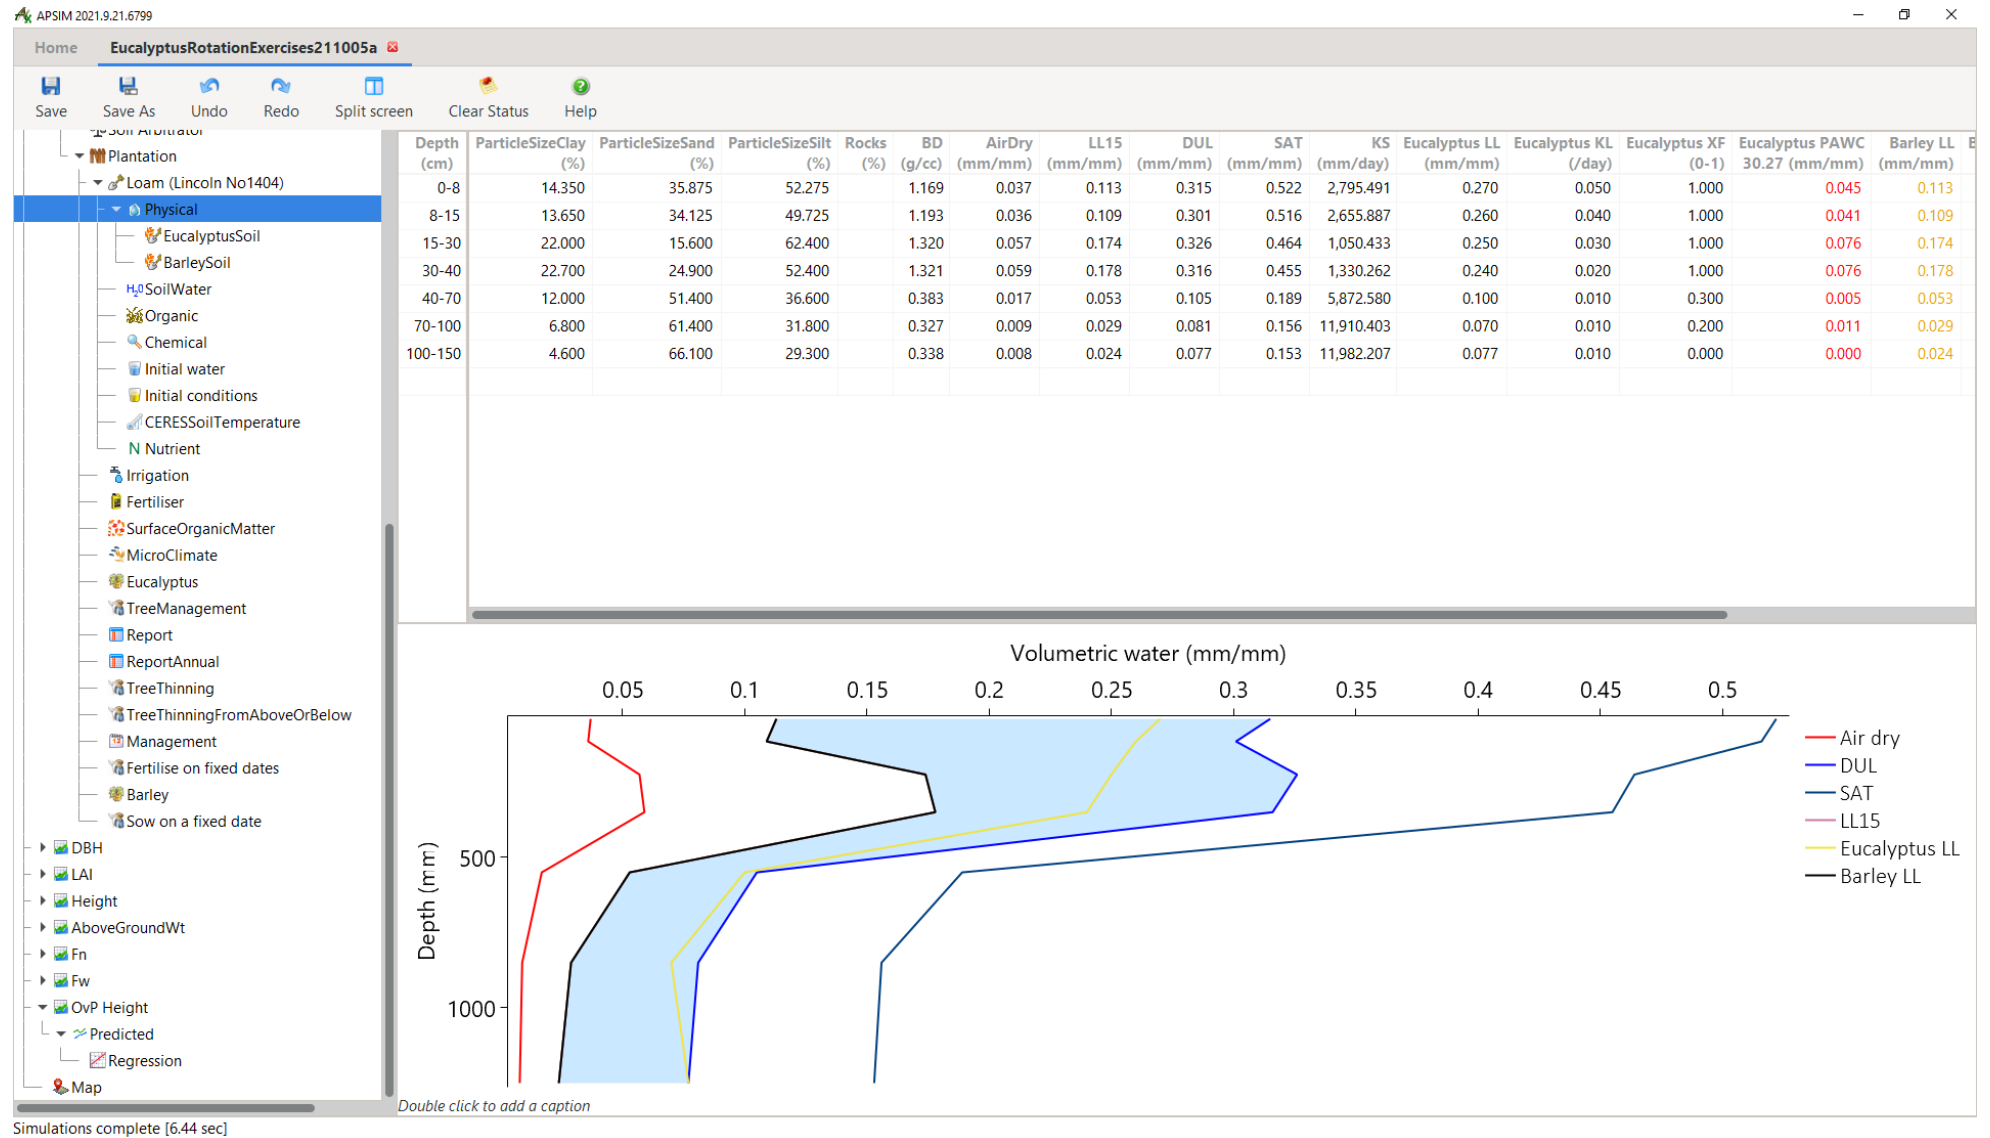 APSIM 2021.9.21.6799
Home EucalyptusRotationExercises211005a
Save Save As Undo Redo Split screen Clear Status Help
Soil Arbitrator
Plantation
Loam (Lincoln No1404)
Physical
EucalyptusSoil
BarleySoil
H₂0 SoilWater
Organic
Chemical
Initial water
Initial conditions
CERESSoilTemperature
N Nutrient
Irrigation
Fertiliser
SurfaceOrganicMatter
MicroClimate
Eucalyptus
TreeManagement
Report
ReportAnnual
TreeThinning
TreeThinningFromAboveOrBelow
Management
Fertilise on fixed dates
Barley
Sow on a fixed date
DBH
LAI
Height
AboveGroundWt
Fn
Fw
OvP Height
Predicted
Regression
Map
Depth ParticleSizeClay ParticleSizeSand ParticleSizeSilt Rocks BD AirDry LL15 DUL SAT KS Eucalyptus LL Eucalyptus KL Eucalyptus XF Eucalyptus PAWC Barley LL
(cm) (%) (%) (%) (%) (g/cc) (mm/mm) (mm/mm) (mm/mm) (mm/mm) (mm/day) (mm/mm) (/day) (0-1) 30.27 (mm/mm) (mm/mm)
0-8 14.350 35.875 52.275 1.169 0.037 0.113 0.315 0.522 2,795.491 0.270 0.050 1.000 0.045 0.113
8-15 13.650 34.125 49.725 1.193 0.036 0.109 0.301 0.516 2,655.887 0.260 0.040 1.000 0.041 0.109
15-30 22.000 15.600 62.400 1.320 0.057 0.174 0.326 0.464 1,050.433 0.250 0.030 1.000 0.076 0.174
30-40 22.700 24.900 52.400 1.321 0.059 0.178 0.316 0.455 1,330.262 0.240 0.020 1.000 0.076 0.178
40-70 12.000 51.400 36.600 0.383 0.017 0.053 0.105 0.189 5,872.580 0.100 0.010 0.300 0.005 0.053
70-100 6.800 61.400 31.800 0.327 0.009 0.029 0.081 0.156 11,910.403 0.070 0.010 0.200 0.011 0.029
100-150 4.600 66.100 29.300 0.338 0.008 0.024 0.077 0.153 11,982.207 0.077 0.010 0.000 0.000 0.024
Volumetric water (mm/mm)
0.05 0.1 0.15 0.2 0.25 0.3 0.35 0.4 0.45 0.5
Depth (mm)
500
1000
Air dry
DUL
SAT
LL15
Eucalyptus LL
Barley LL
Double click to add a caption
Simulations complete [6.44 sec]